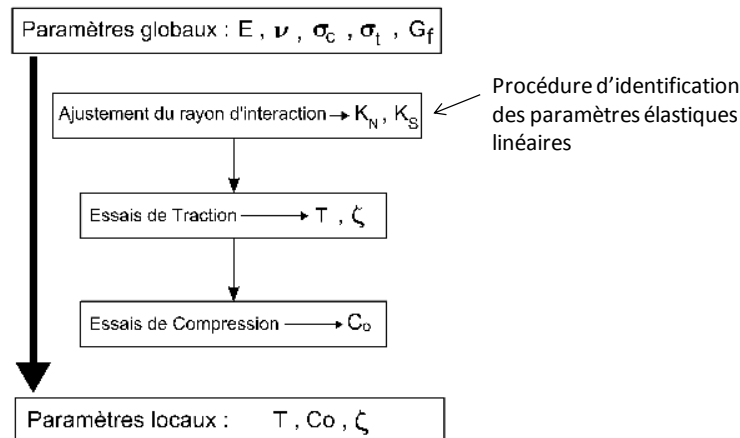 Paramètres globaux : E , ν , σc , σt , Gf
Ajustement du rayon d'interaction → KN , KS
Procédure d'identification
des paramètres élastiques
linéaires
Essais de Traction → T , ζ
Essais de Compression → Co
Paramètres locaux : T , Co , ζ